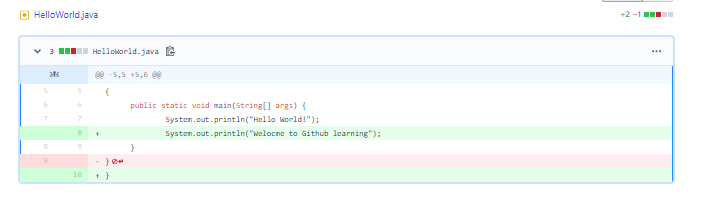 HelloWorld.java
+2 −1
3 HelloWorld.java
@@ -5,5 +5,6 @@
5 5 {
6 6 public static void main(String[] args) {
7 7 System.out.println("Hello World!");
8 + System.out.println("Welocme to Github learning");
8 9 }
9 - }
10 + }